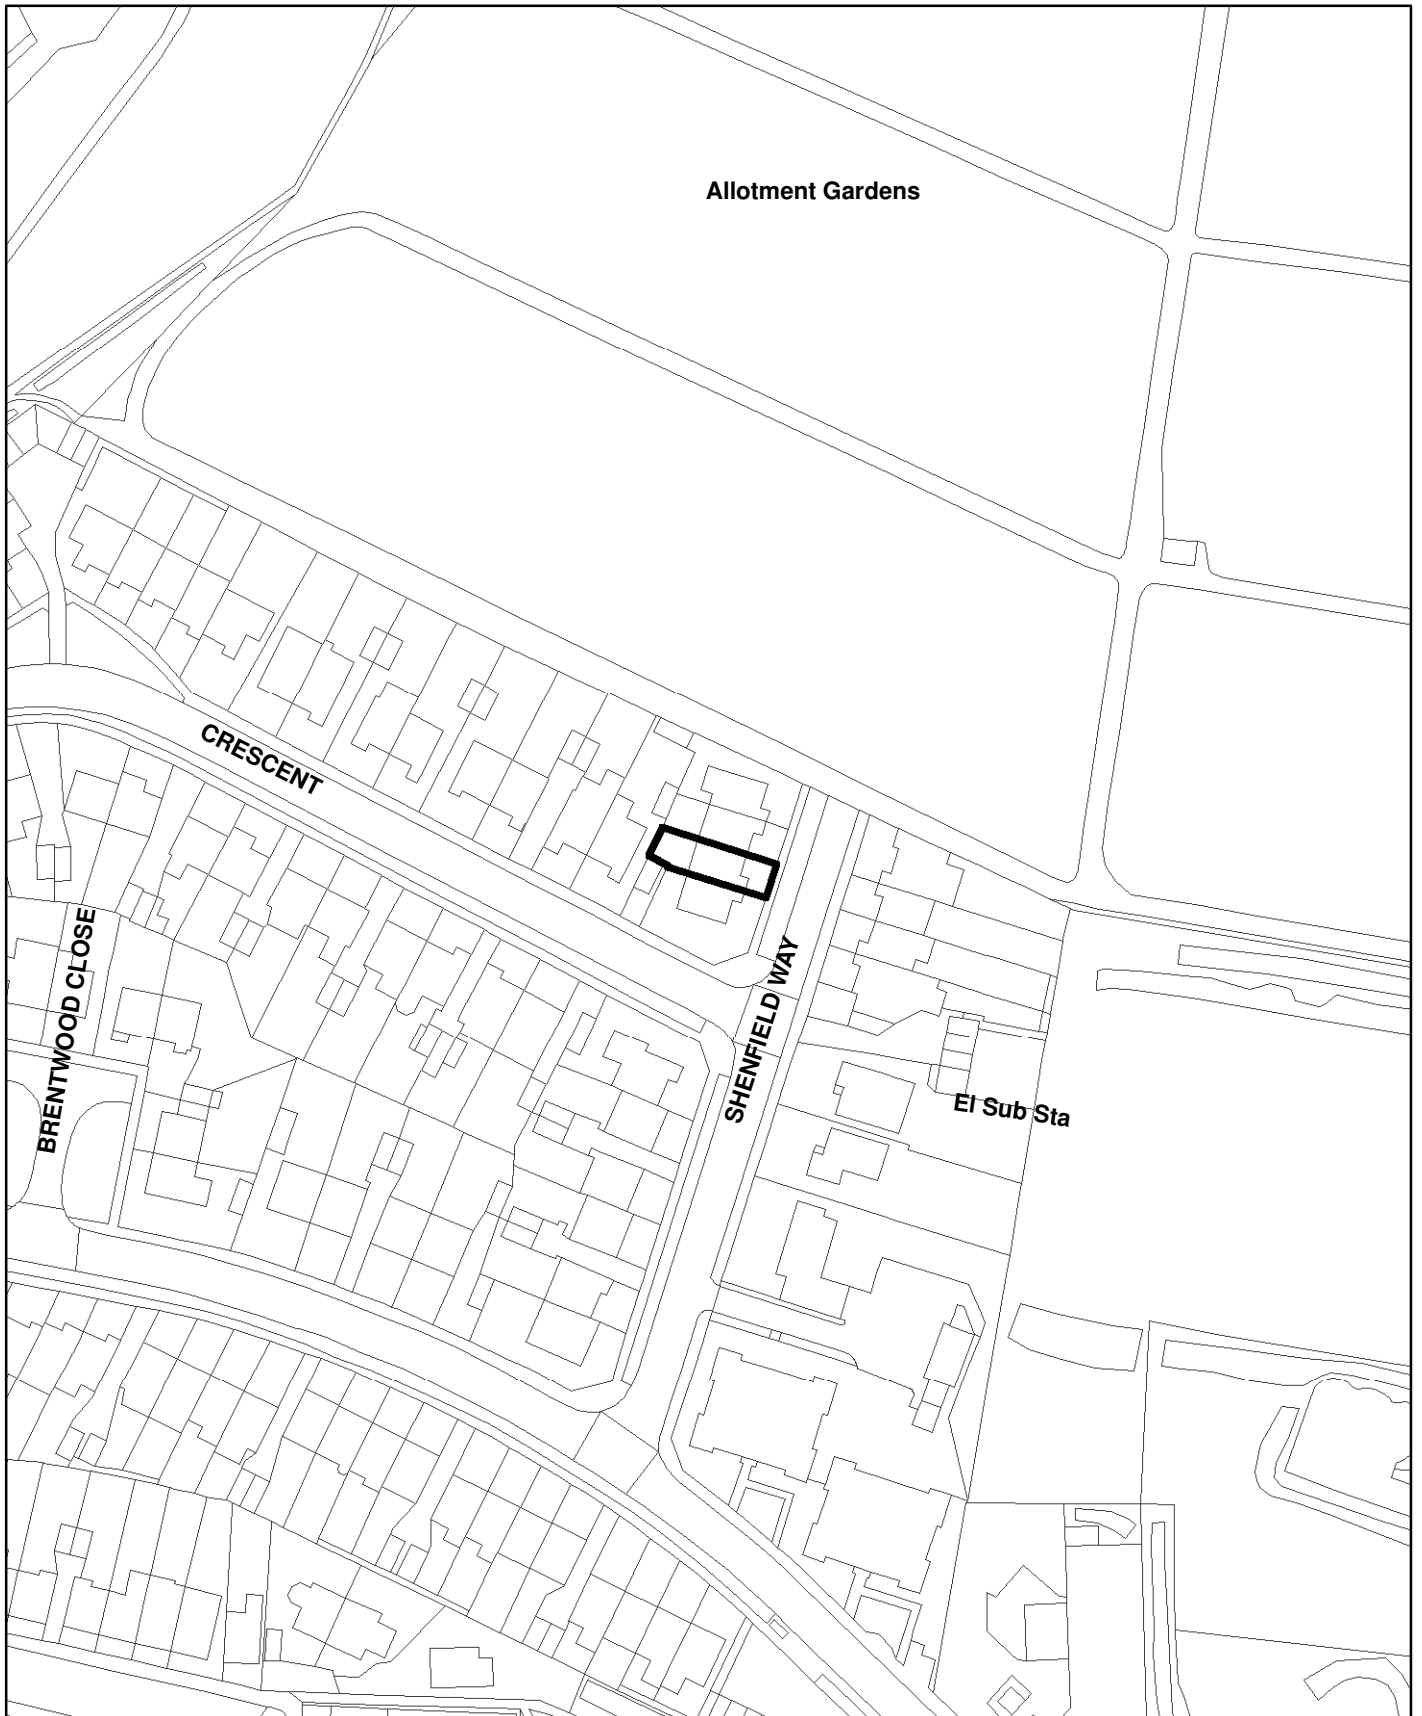 Allotment Gardens
CRESCENT
BRENTWOOD CLOSE
SHENFIELD WAY
El Sub Sta